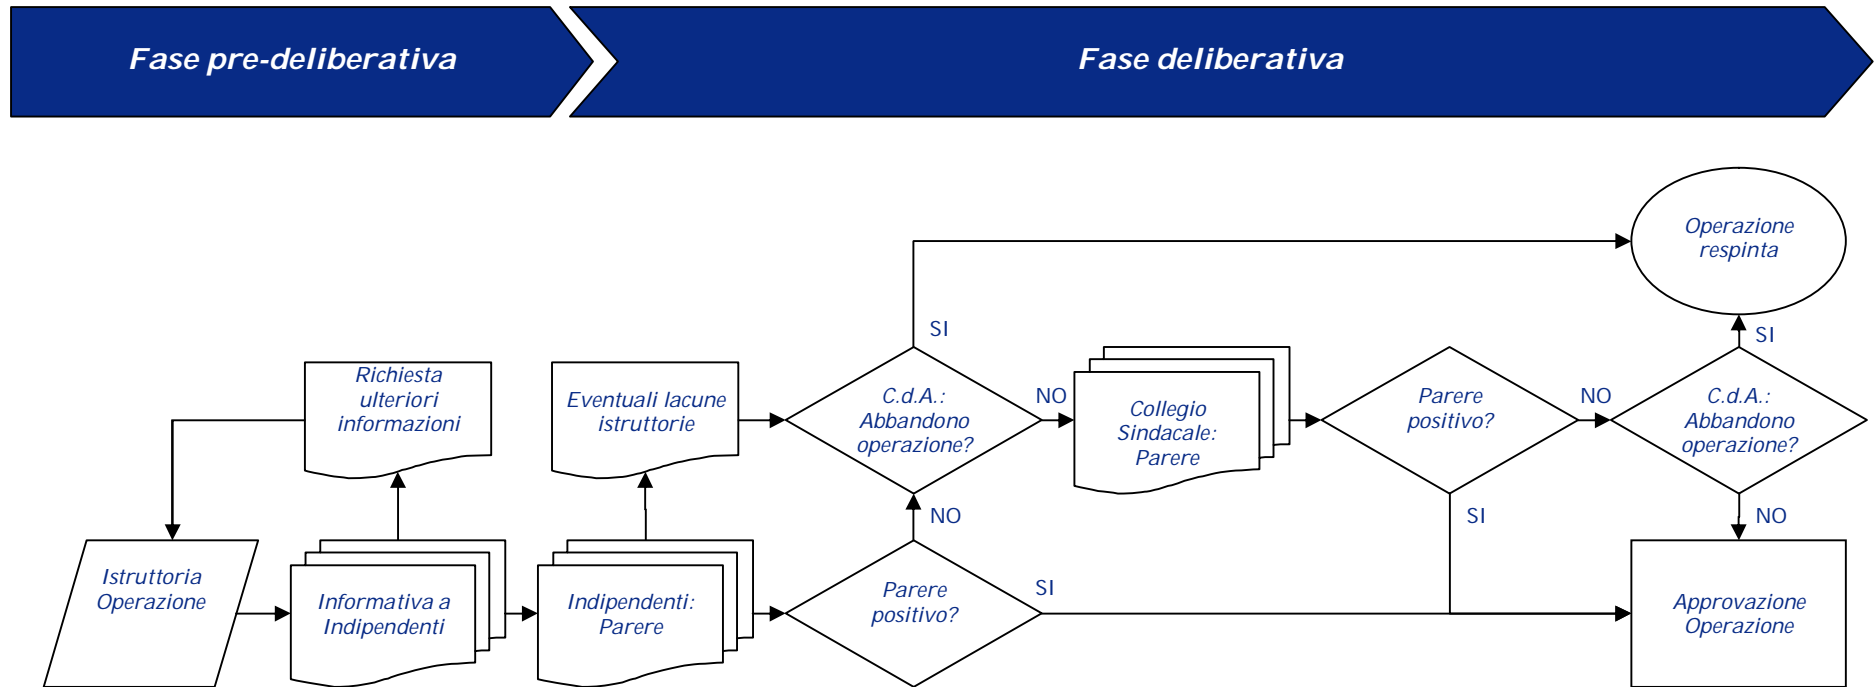 Fase pre-deliberativa
Fase deliberativa
Operazione
respinta
SI
SI
Richiesta
ulteriori
informazioni
Eventuali lacune
istruttorie
C.d.A.:
Abbandono
operazione?
NO
Collegio
Sindacale:
Parere
Parere
positivo?
NO
C.d.A.:
Abbandono
operazione?
NO
SI
NO
Istruttoria
Operazione
Informativa a
Indipendenti
Indipendenti:
Parere
Parere
positivo?
SI
Approvazione
Operazione